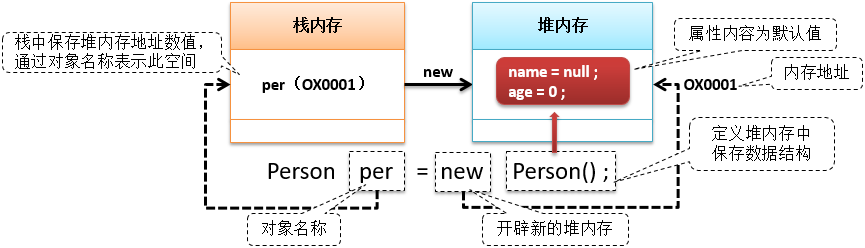 栈内存
堆内存
栈中保存堆内存地址数值，
通过对象名称表示此空间
属性内容为默认值
per（OX0001）
new
name = null ;
age = 0 ;
OX0001
内存地址
定义堆内存中
保存数据结构
Person per = new Person() ;
对象名称
开辟新的堆内存